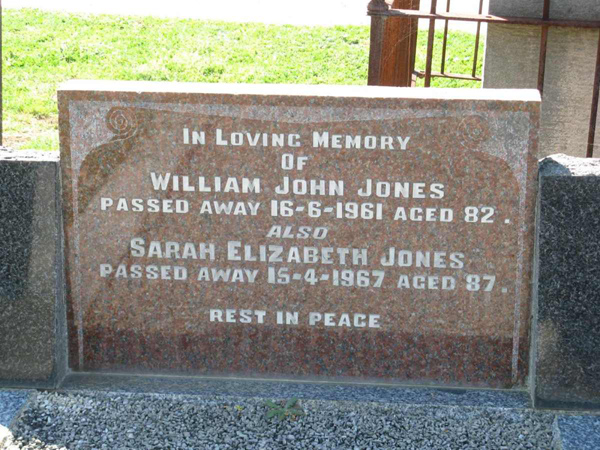 In Loving Memory
Of
William John Jones
Passed away 16-6-1961 aged 82.
Also
Sarah Elizabeth Jones
Passed away 15-4-1967 aged 87.
Rest in Peace